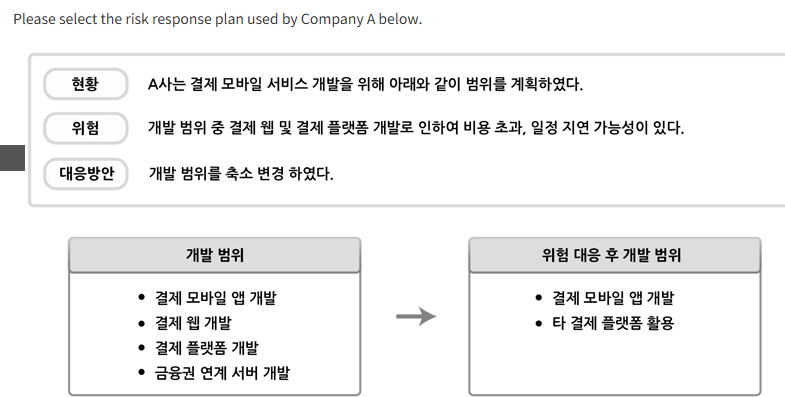 Please select the risk response plan used by Company A below.
현황 A사는 결제 모바일 서비스 개발을 위해 아래와 같이 범위를 계획하였다.
위험 개발 범위 중 결제 웹 및 결제 플랫폼 개발로 인하여 비용 초과, 일정 지연 가능성이 있다.
대응방안 개발 범위를 축소 변경 하였다.
개발 범위
• 결제 모바일 앱 개발
• 결제 웹 개발
• 결제 플랫폼 개발
• 금융권 연계 서버 개발
위험 대응 후 개발 범위
• 결제 모바일 앱 개발
• 타 결제 플랫폼 활용